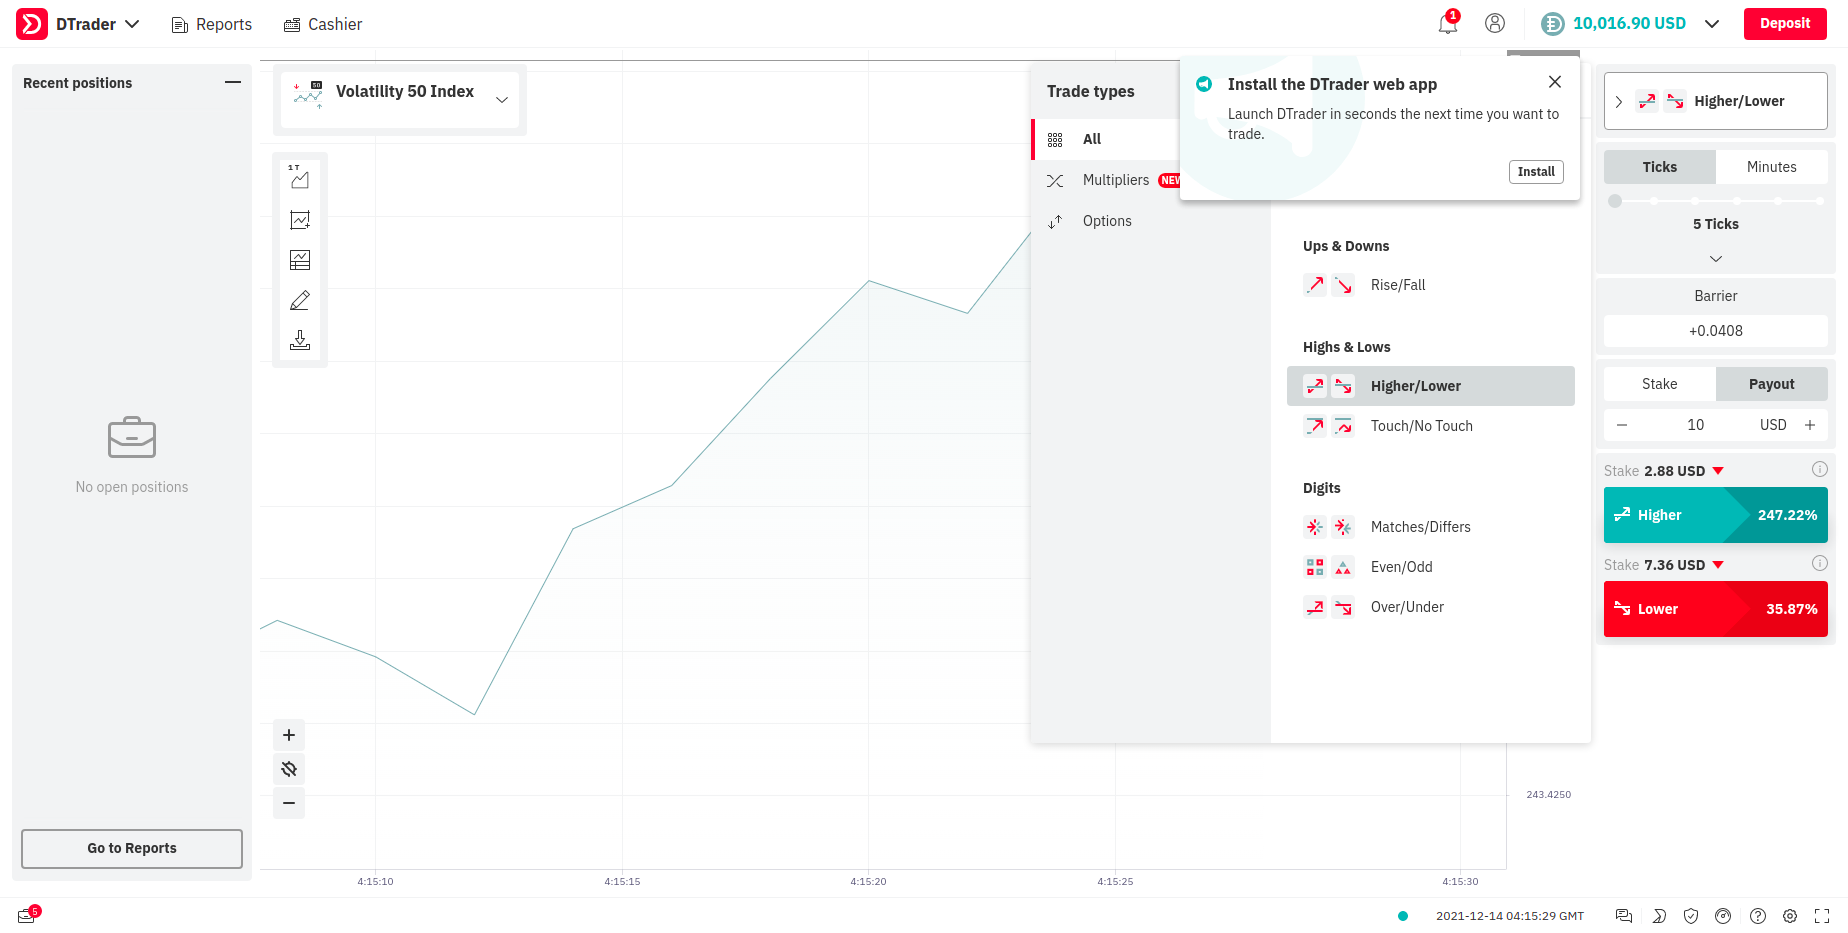 DTrader
Reports
Cashier
1
10,016.90 USD
Deposit
Recent positions
No open positions
Go to Reports
50
Volatility 50 Index
1 T
Trade types
All
Multipliers NEW
Options
Install the DTrader web app
Launch DTrader in seconds the next time you want to
trade.
Install
Ups & Downs
Rise/Fall
Highs & Lows
Higher/Lower
Touch/No Touch
Digits
Matches/Differs
Even/Odd
Over/Under
243.4250
4:15:10
4:15:15
4:15:20
4:15:25
4:15:30
Higher/Lower
Ticks
Minutes
5 Ticks
Barrier
+0.0408
Stake
Payout
10
USD
Stake 2.88 USD
Higher
247.22%
Stake 7.36 USD
Lower
35.87%
5
2021-12-14 04:15:29 GMT